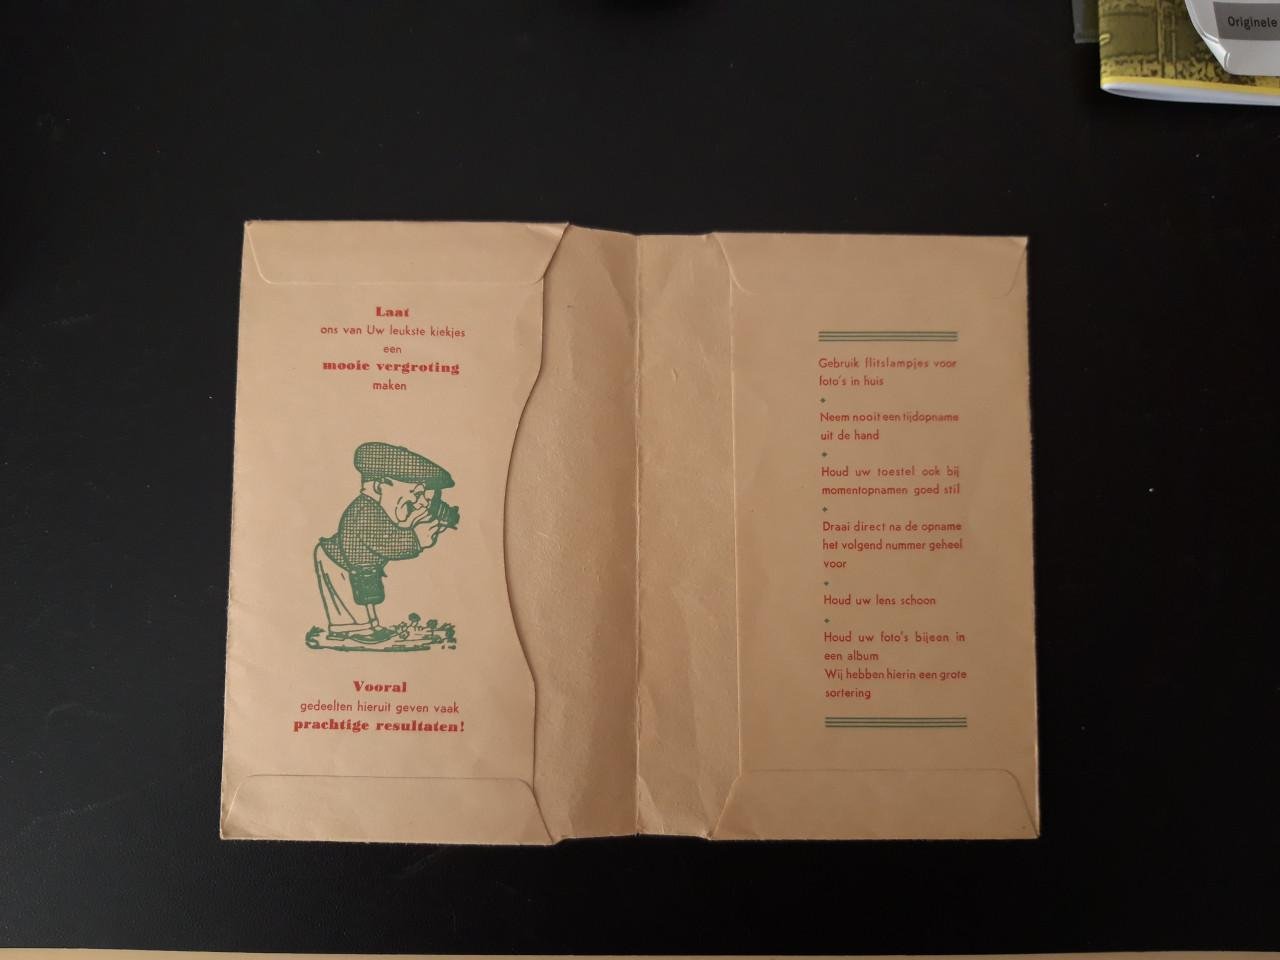 Originele
Laat
ons van Uw leukste kiekjes
een
mooie vergroting
maken
Vooral
gedeelten hieruit geven vaak
prachtige resultaten!
Gebruik flitslampjes voor
foto's in huis
Neem nooit een tijdopname
uit de hand
Houd uw toestel ook bij
momentopnamen goed stil
Draai direct na de opname
het volgend nummer geheel
voor
Houd uw lens schoon
Houd uw foto's bijeen in
een album
Wij hebben hierin een grote
sortering